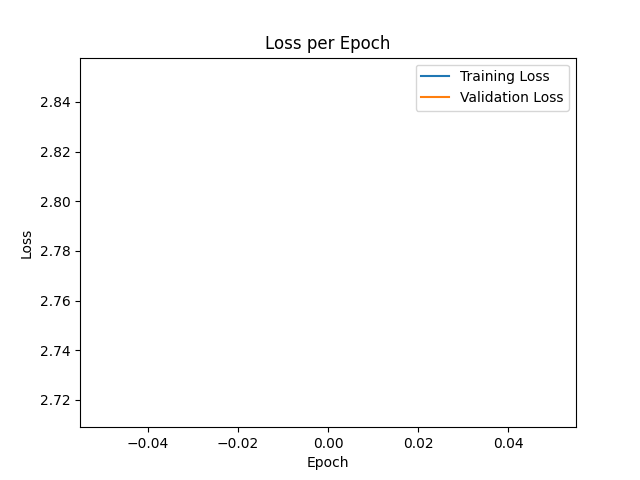 Loss per Epoch
Training Loss
Validation Loss
2.84
2.82
2.80
2.78
2.76
2.74
2.72
Loss
−0.04
−0.02
0.00
0.02
0.04
Epoch